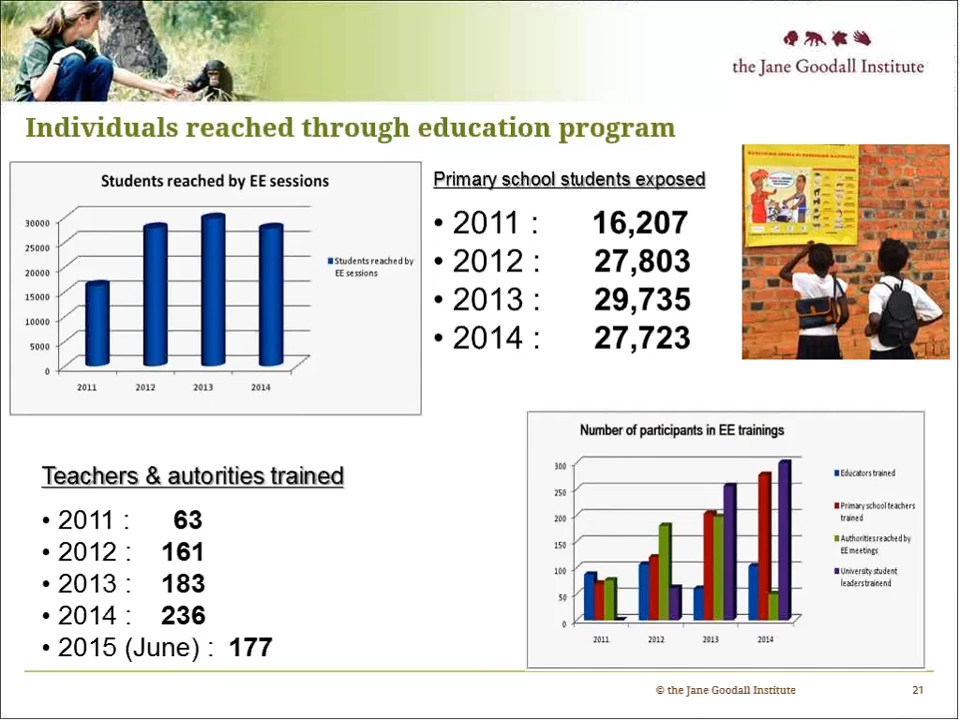 the Jane Goodall Institute
Individuals reached through education program
Students reached by EE sessions
30000
25000
20000
15000
10000
5000
0
2011
2012
2013
2014
Students reached by
EE sessions
Primary school students exposed
• 2011 : 16,207
• 2012 : 27,803
• 2013 : 29,735
• 2014 : 27,723
Teachers & autorities trained
• 2011 : 63
• 2012 : 161
• 2013 : 183
• 2014 : 236
• 2015 (June) : 177
Number of participants in EE trainings
300
250
200
150
100
50
0
2011
2012
2013
2014
Educators trained
Primary school teachers
trained
Authorities reached by
EE meetings
University student
leaders trainend
© the Jane Goodall Institute
21